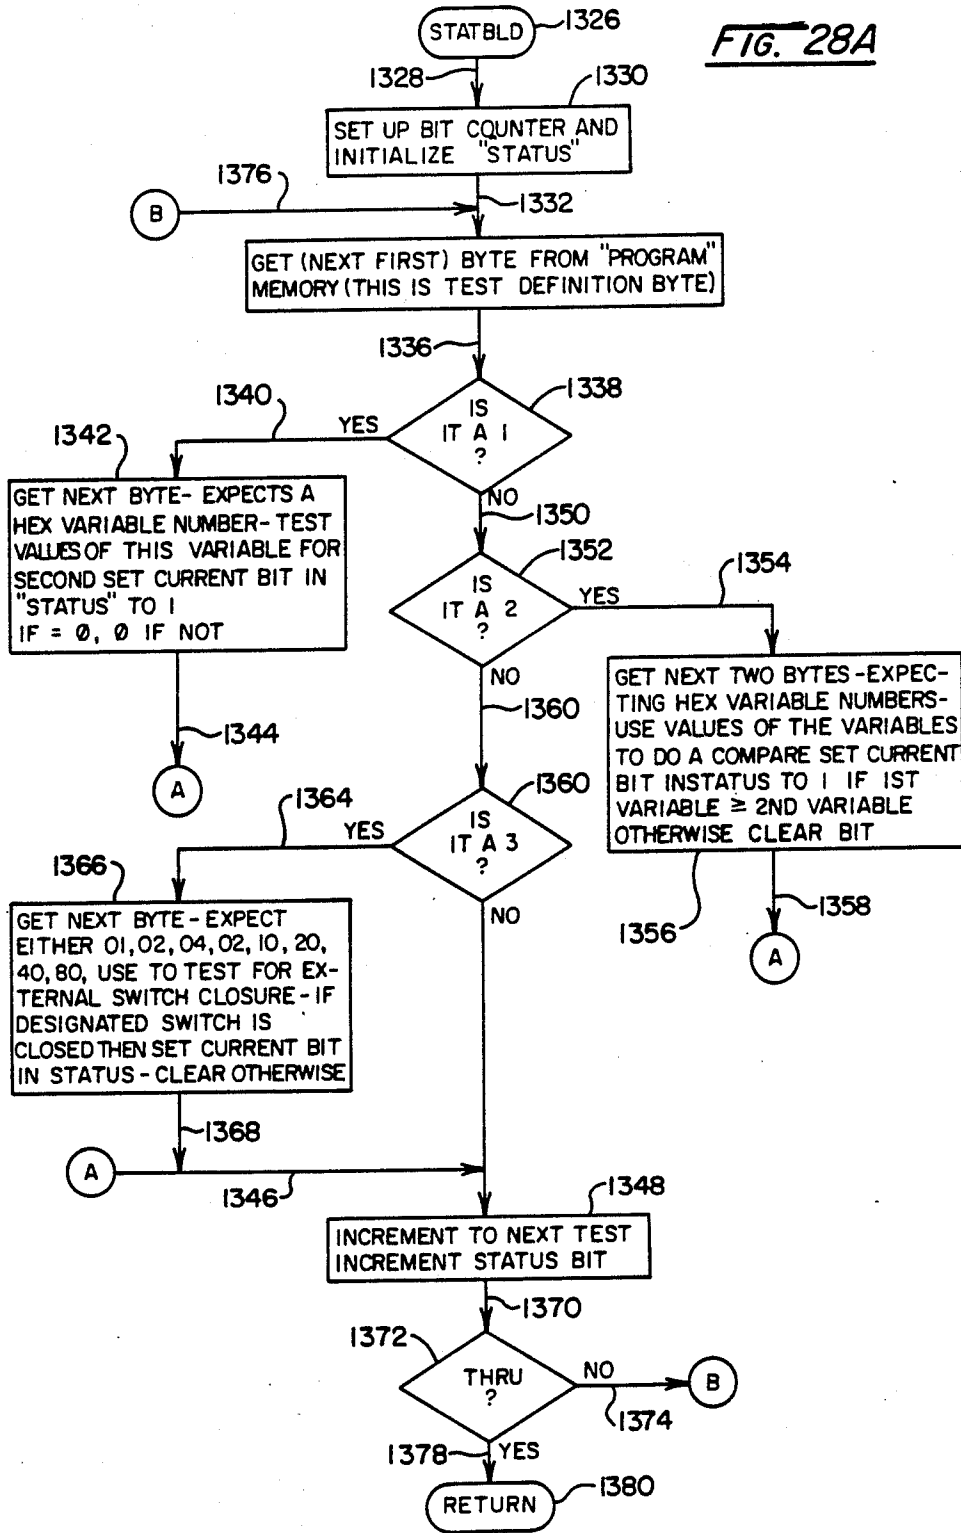 STATBLD
1326
FIG. 28A
1328
1330
SET UP BIT COUNTER AND
INITIALIZE "STATUS"
1376
B
1332
GET (NEXT FIRST) BYTE FROM "PROGRAM"
MEMORY (THIS IS TEST DEFINITION BYTE)
1336
1338
IS
IT A 1
?
1340
YES
1342
GET NEXT BYTE- EXPECTS A
HEX VARIABLE NUMBER- TEST
VALUES OF THIS VARIABLE FOR
SECOND SET CURRENT BIT IN
"STATUS" TO 1
IF = Ø, Ø IF NOT
NO
1350
1352
IS
IT A 2
?
YES
1354
GET NEXT TWO BYTES -EXPEC-
TING HEX VARIABLE NUMBERS-
USE VALUES OF THE VARIABLES
TO DO A COMPARE SET CURRENT
BIT INSTATUS TO 1 IF 1ST
VARIABLE ≥ 2ND VARIABLE
OTHERWISE CLEAR BIT
1344
A
NO
1360
1360
IS
IT A 3
?
1364
YES
1366
GET NEXT BYTE - EXPECT
EITHER 01, 02, 04, 02, 10, 20,
40, 80, USE TO TEST FOR EX-
TERNAL SWITCH CLOSURE - IF
DESIGNATED SWITCH IS
CLOSED THEN SET CURRENT BIT
IN STATUS - CLEAR OTHERWISE
NO
1356
1358
A
1368
A
1346
1348
INCREMENT TO NEXT TEST
INCREMENT STATUS BIT
1370
1372
THRU
?
NO
1374
B
1378
YES
RETURN
1380